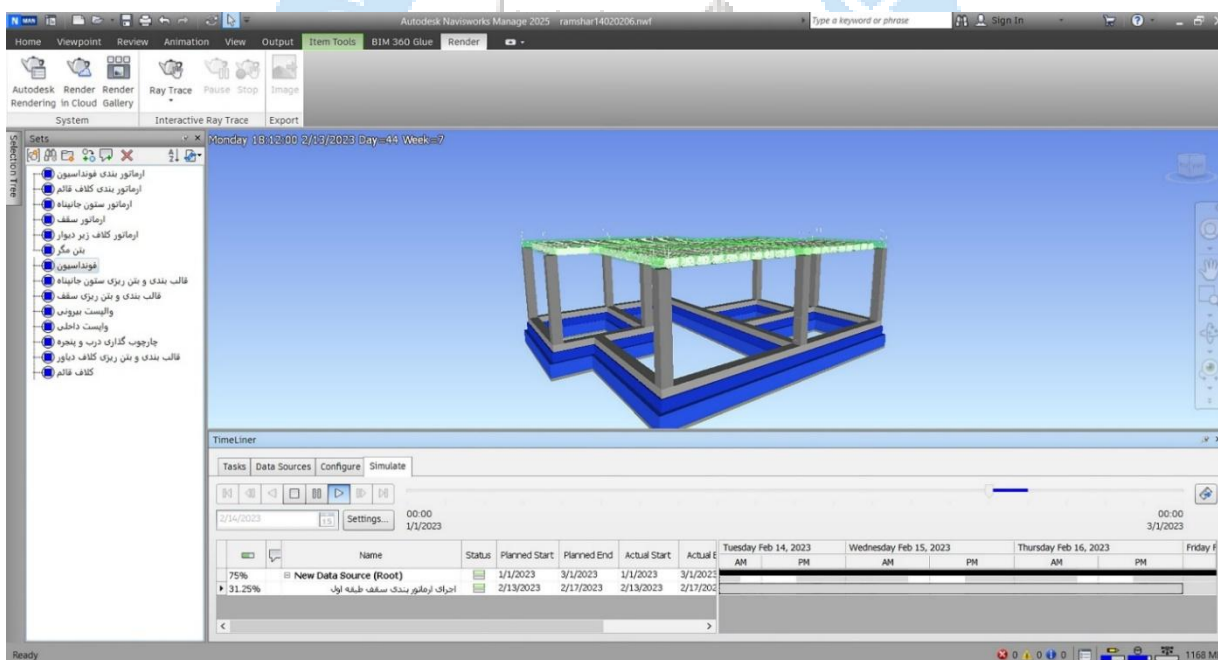 Autodesk Navisworks Manage 2025 ramshar14020206.nwf
Type a keyword or phrase
Sign In
Home Viewpoint Review Animation View Output Item Tools BIM 360 Glue Render
Autodesk Rendering
Render in Cloud
Render Gallery
Ray Trace
Pause
Stop
Image
System
Interactive Ray Trace
Export
Selection Tree
Sets
Monday 18:12:00 2/13/2023 Day=44 Week=7
ارماتور بندی فونداسیون
ارماتور بندی کلاف قائم
ارماتور ستون جانپناه
ارماتور سقف
ارماتور کلاف زیر دیوار
بتن مگر
فونداسیون
قالب بندی و بتن ریزی ستون جانپناه
قالب بندی و بتن ریزی سقف
والپست بیرونی
واپست داخلی
چارچوب گذاری درب و پنجره
قالب بندی و بتن ریزی کلاف دیاور
کلاف قائم
TimeLiner
Tasks Data Sources Configure Simulate
2/14/2023
Settings...
00:00
1/1/2023
00:00
3/1/2023
Name Status Planned Start Planned End Actual Start Actual E
Tuesday Feb 14, 2023 Wednesday Feb 15, 2023 Thursday Feb 16, 2023 Friday F
AM PM AM PM AM PM
75% New Data Source (Root) 1/1/2023 3/1/2023 1/1/2023 3/1/2023
31.25% اجرای ارماتور بندی سقف طبقه اول 2/13/2023 2/17/2023 2/13/2023 2/17/202
Ready
0 0 0
1168 M